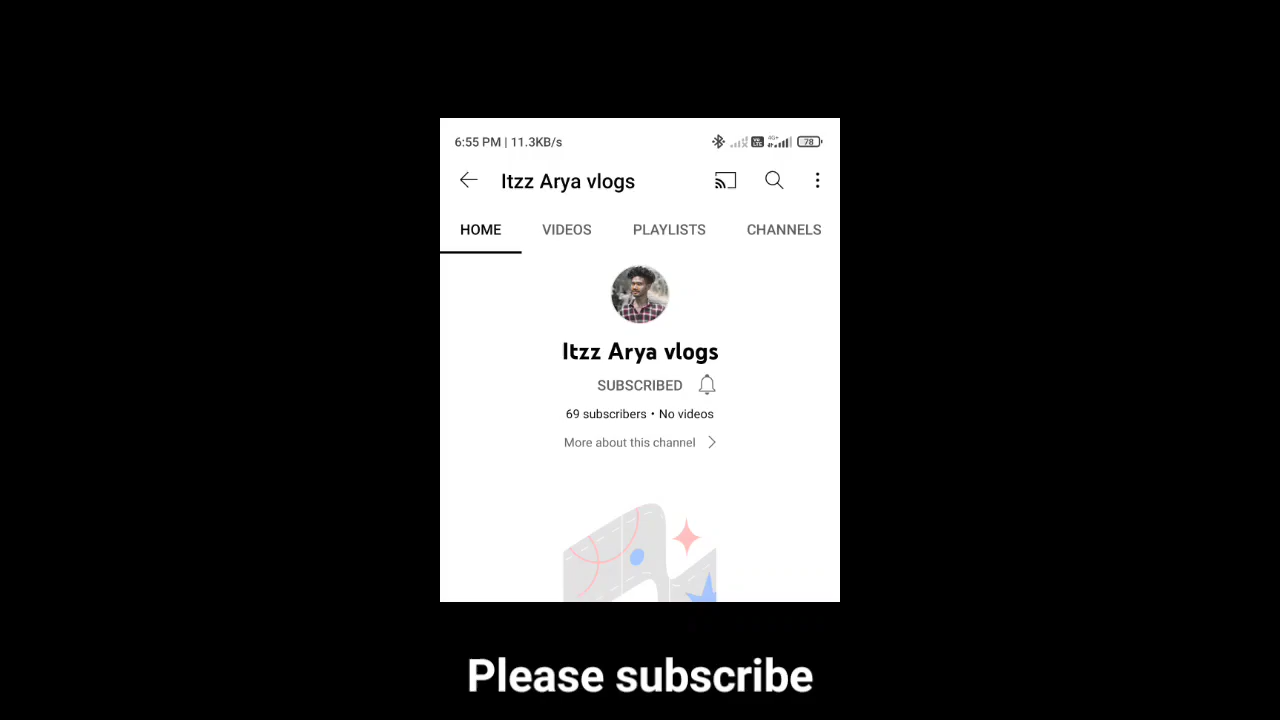 6:55 PM | 11.3KB/s 4G+ 78
Itzz Arya vlogs
HOME VIDEOS PLAYLISTS CHANNELS
Itzz Arya vlogs
SUBSCRIBED
69 subscribers • No videos
More about this channel
Please subscribe